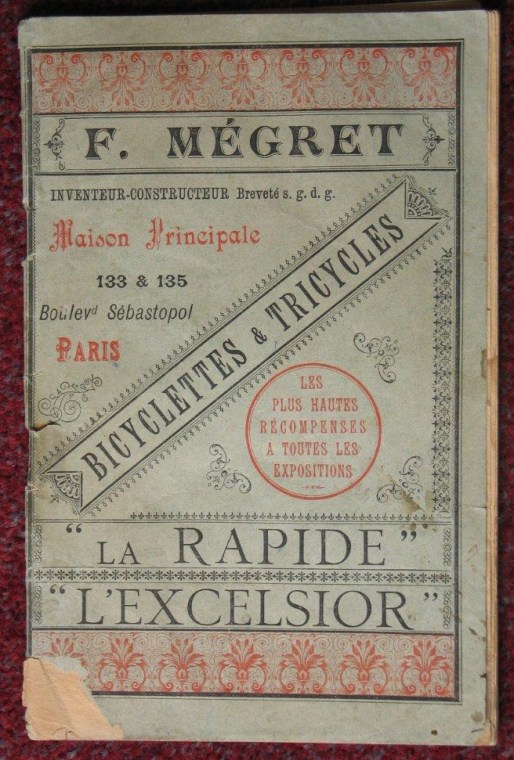 F. MÉGRET
INVENTEUR-CONSTRUCTEUR Breveté s. g. d. g.
Maison Principale
133 & 135
Boulevd Sébastopol
PARIS
BICYCLETTES & TRICYCLES
LES
PLUS HAUTES
RÉCOMPENSES
A TOUTES LES
EXPOSITIONS
"LA RAPIDE"
"L'EXCELSIOR"